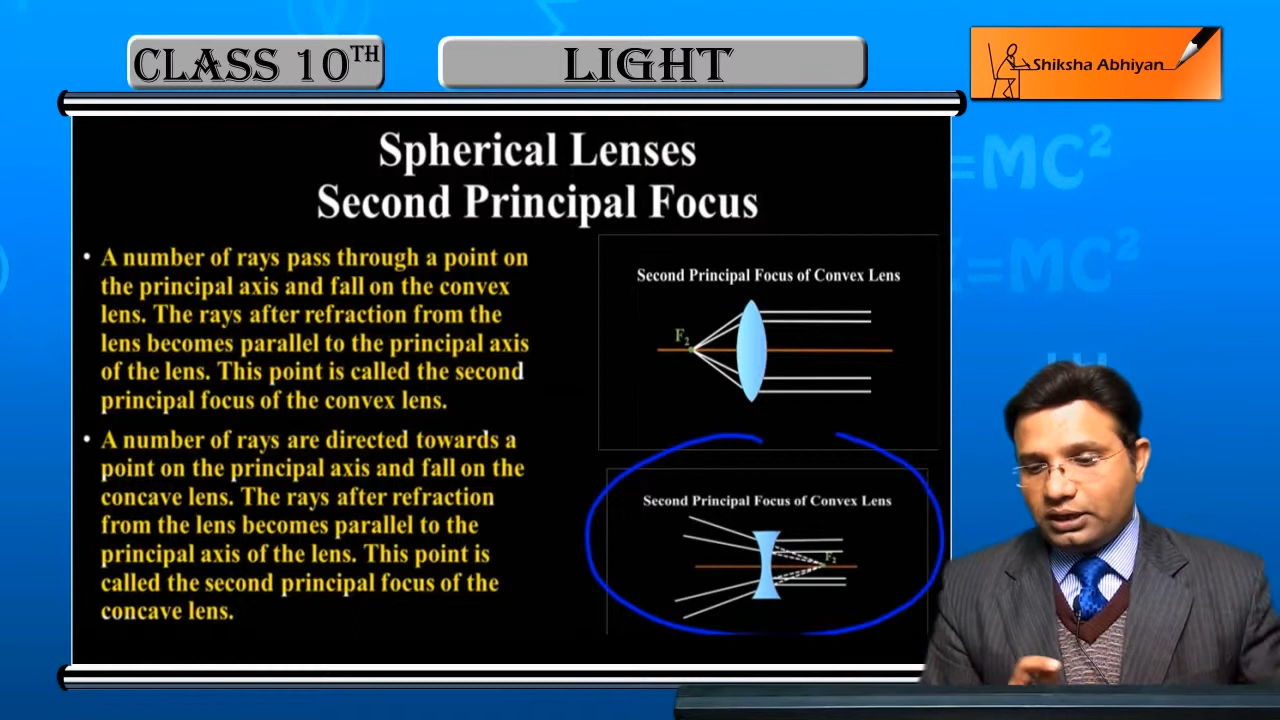 CLASS 10TH
LIGHT
Shiksha Abhiyan
=MC2
=MC2
Spherical Lenses
Second Principal Focus
• A number of rays pass through a point on
the principal axis and fall on the convex
lens. The rays after refraction from the
lens becomes parallel to the principal axis
of the lens. This point is called the second
principal focus of the convex lens.
• A number of rays are directed towards a
point on the principal axis and fall on the
concave lens. The rays after refraction
from the lens becomes parallel to the
principal axis of the lens. This point is
called the second principal focus of the
concave lens.
Second Principal Focus of Convex Lens
F2
Second Principal Focus of Convex Lens
F2